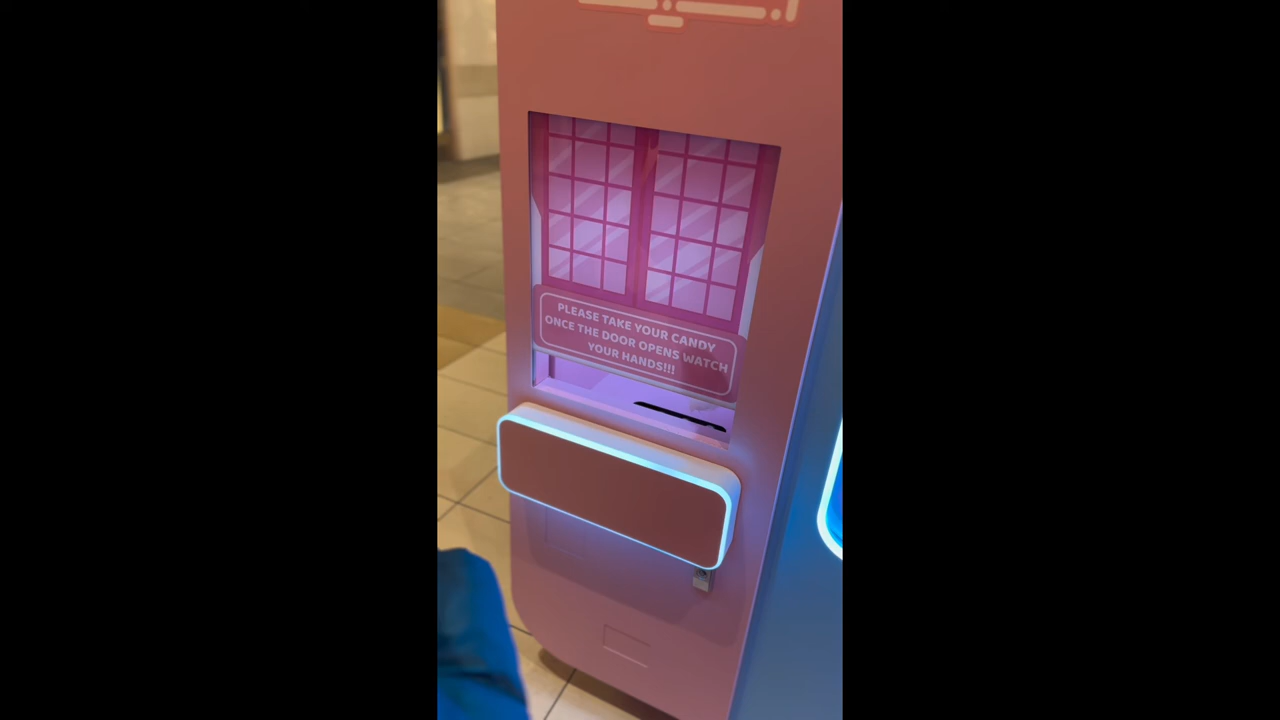 PLEASE TAKE YOUR CANDY
ONCE THE DOOR OPENS WATCH
YOUR HANDS!!!